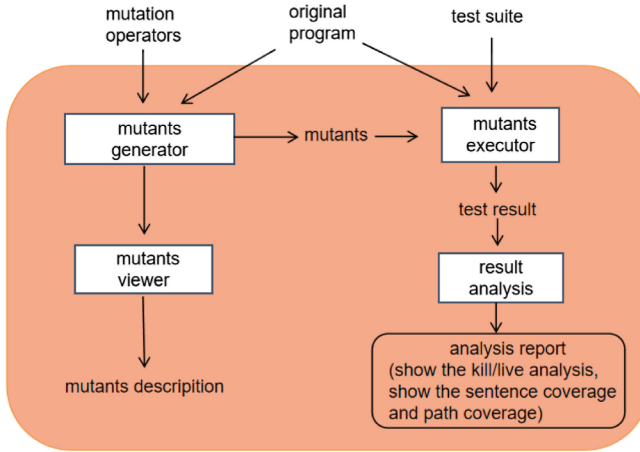 mutation
operators
original
program
test suite
mutants
generator
mutants
mutants
executor
test result
mutants
viewer
result
analysis
mutants descripition
analysis report
(show the kill/live analysis,
show the sentence coverage
and path coverage)